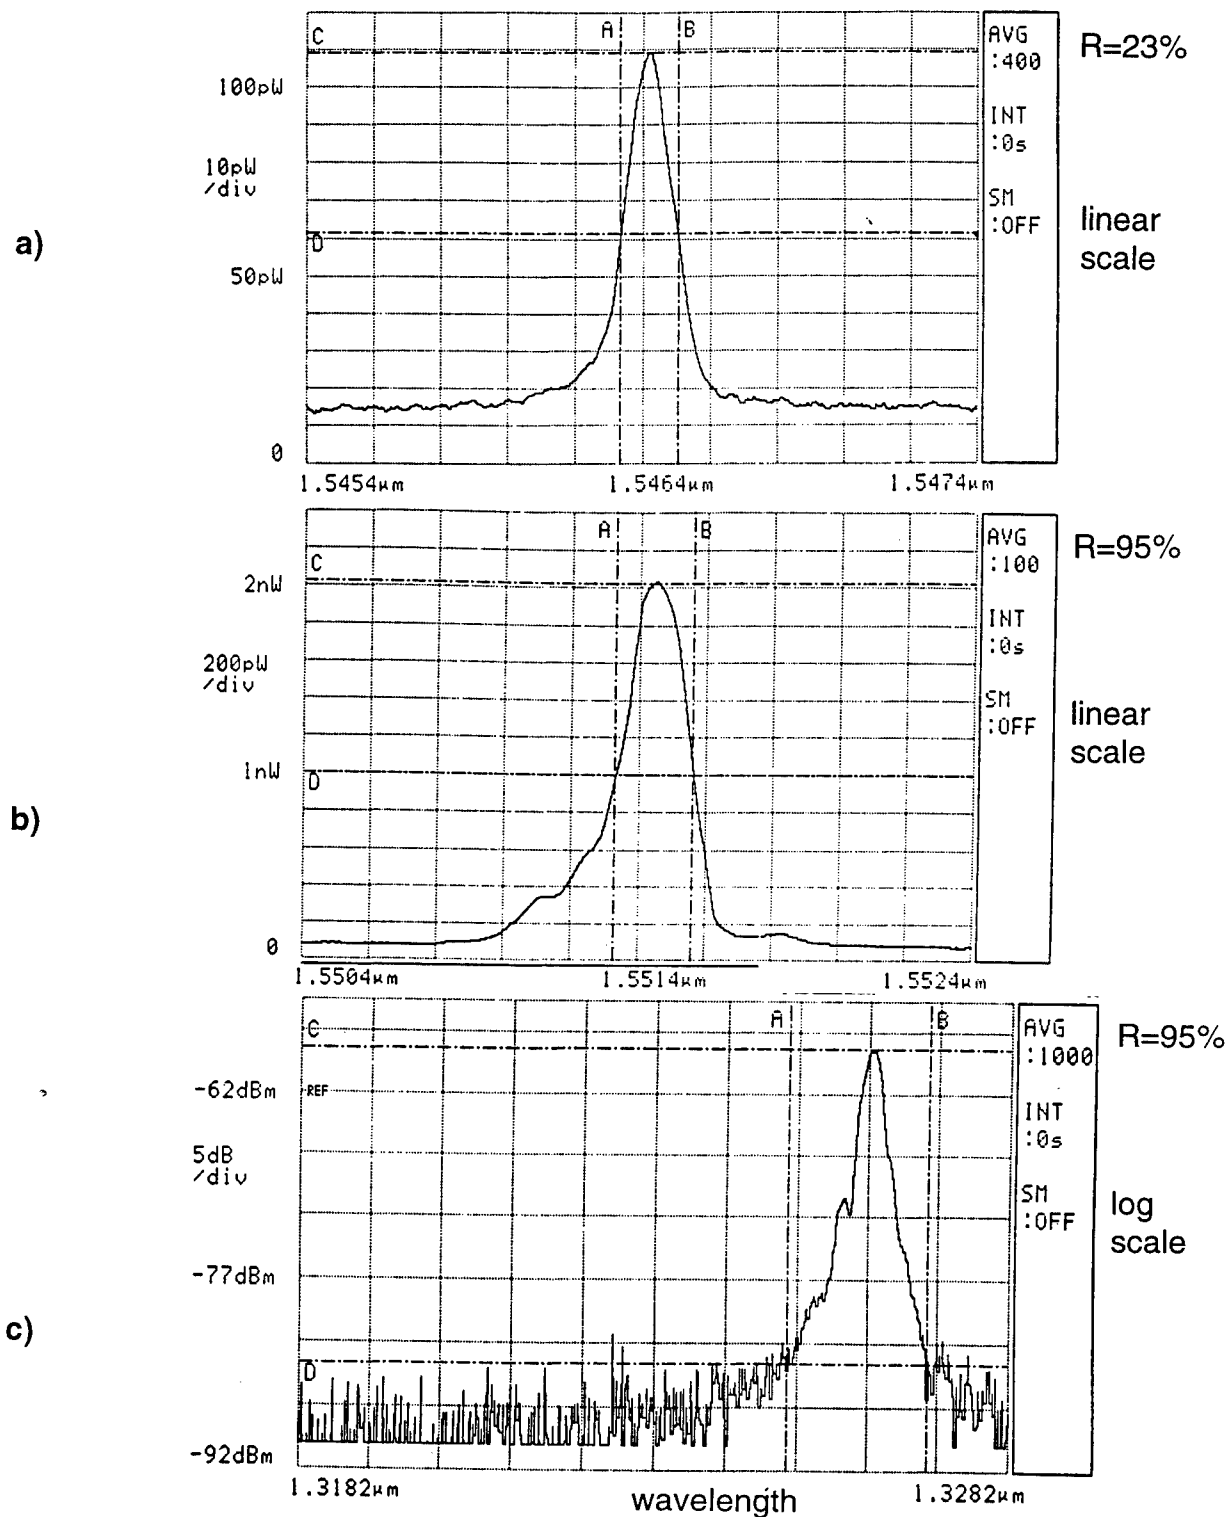 a)
C
A
B
100pW
10pW
/div
D
50pW
0
1.5454µm
1.5464µm
1.5474µm
AVG
:400
INT
:0s
SM
:OFF
R=23%
linear
scale
b)
A
B
C
2nW
200pW
/div
1nW
D
0
1.5504µm
1.5514µm
1.5524µm
AVG
:100
INT
:0s
SM
:OFF
R=95%
linear
scale
c)
A
B
C
-62dBm
REF
5dB
/div
-77dBm
D
-92dBm
1.3182µm
wavelength
1.3282µm
AVG
:1000
INT
:0s
SM
:OFF
R=95%
log
scale